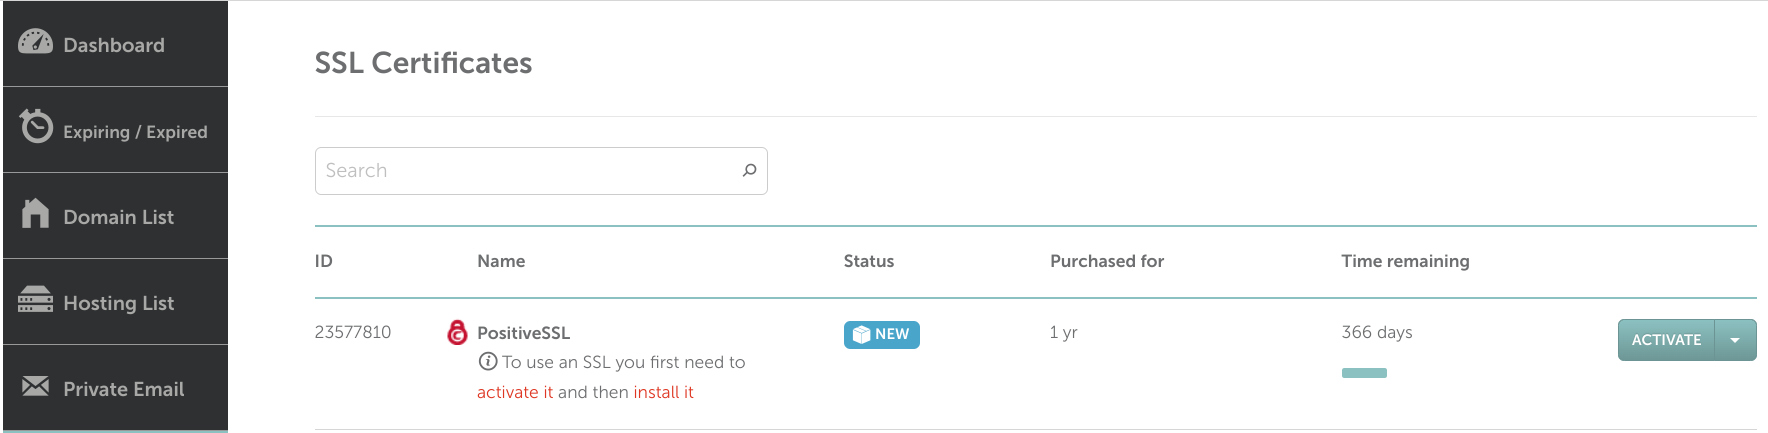 Dashboard
Expiring / Expired
Domain List
Hosting List
Private Email
SSL Certificates
Search
ID Name Status Purchased for Time remaining
23577810 PositiveSSL NEW 1 yr 366 days ACTIVATE
To use an SSL you first need to
activate it and then install it